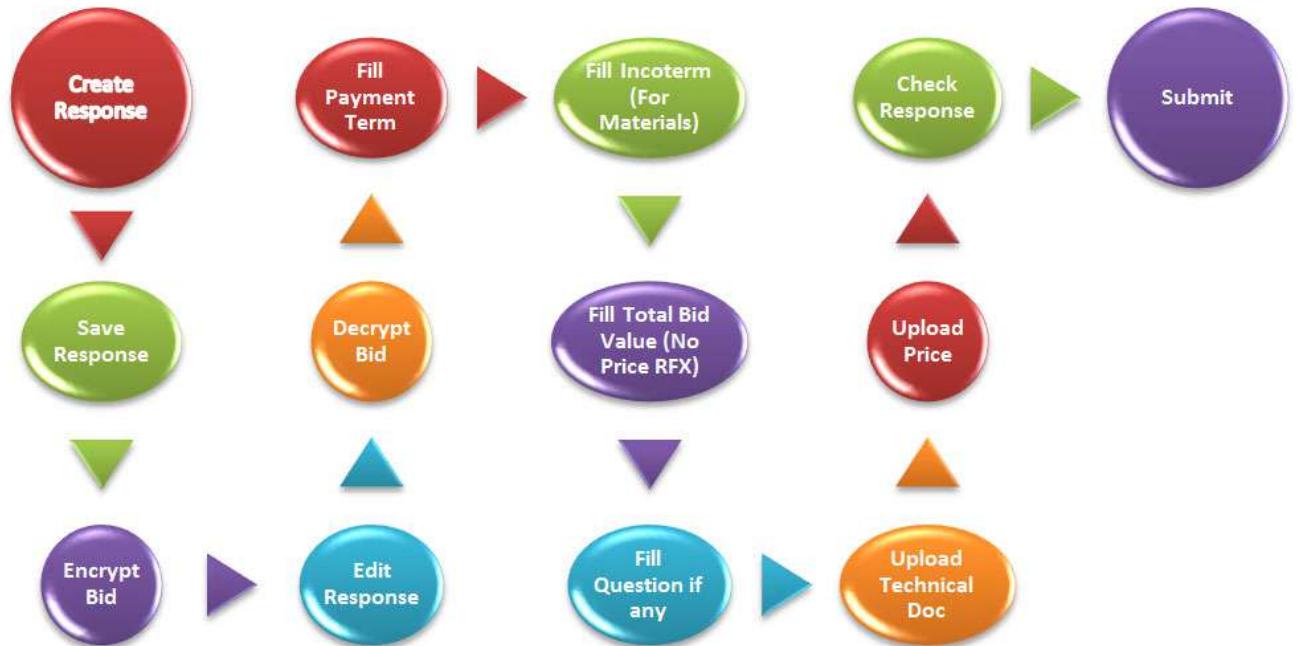 Create
Response
Save
Response
Encrypt
Bid
Edit
Response
Decrypt
Bid
Fill
Payment
Term
Fill Incoterm
(For
Materials)
Fill Total Bid
Value (No
Price RFX)
Fill
Question if
any
Upload
Technical
Doc
Upload
Price
Check
Response
Submit